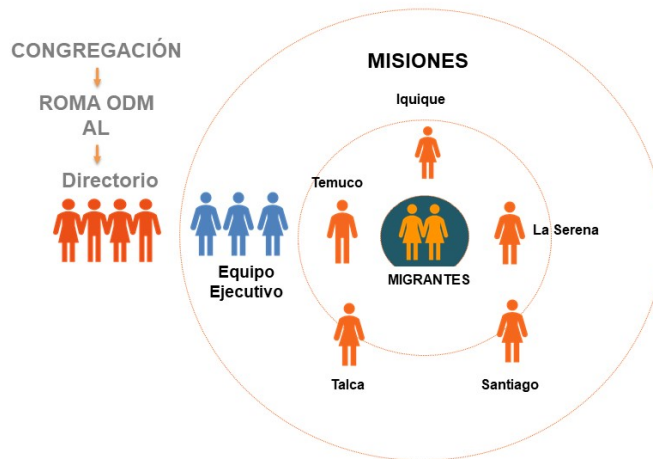 CONGREGACIÓN
ROMA ODM
AL
Directorio
Equipo
Ejecutivo
MISIONES
Iquique
Temuco
La Serena
MIGRANTES
Talca
Santiago